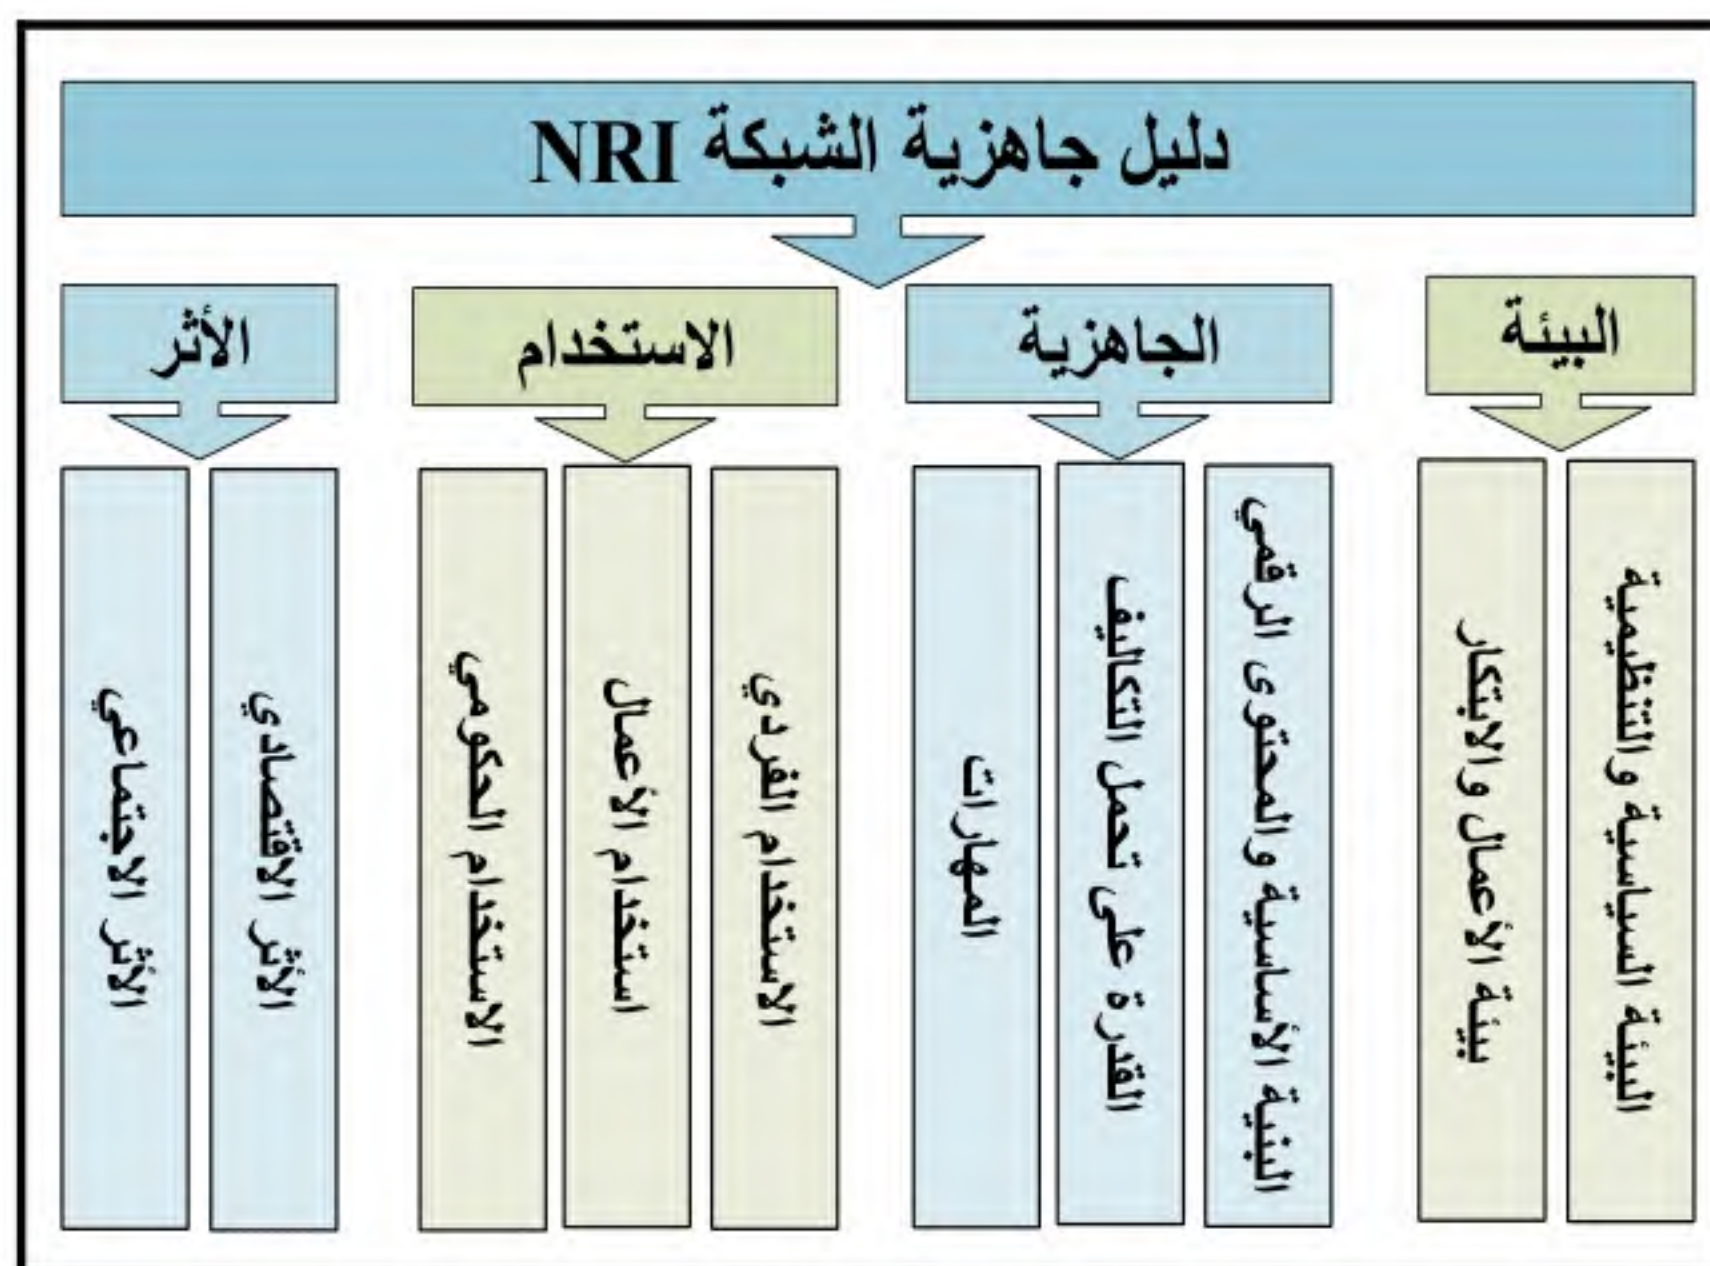 دليل جاهزية الشبكة NRI
البيئة
الجاهزية
الاستخدام
الأثر
البيئة السياسية والتنظيمية
بيئة الأعمال والابتكار
البنية الأساسية والمحتوى الرقمي
القدرة على تحمل التكاليف
المهارات
الاستخدام الفردي
استخدام الأعمال
الاستخدام الحكومي
الأثر الاقتصادي
الأثر الاجتماعي